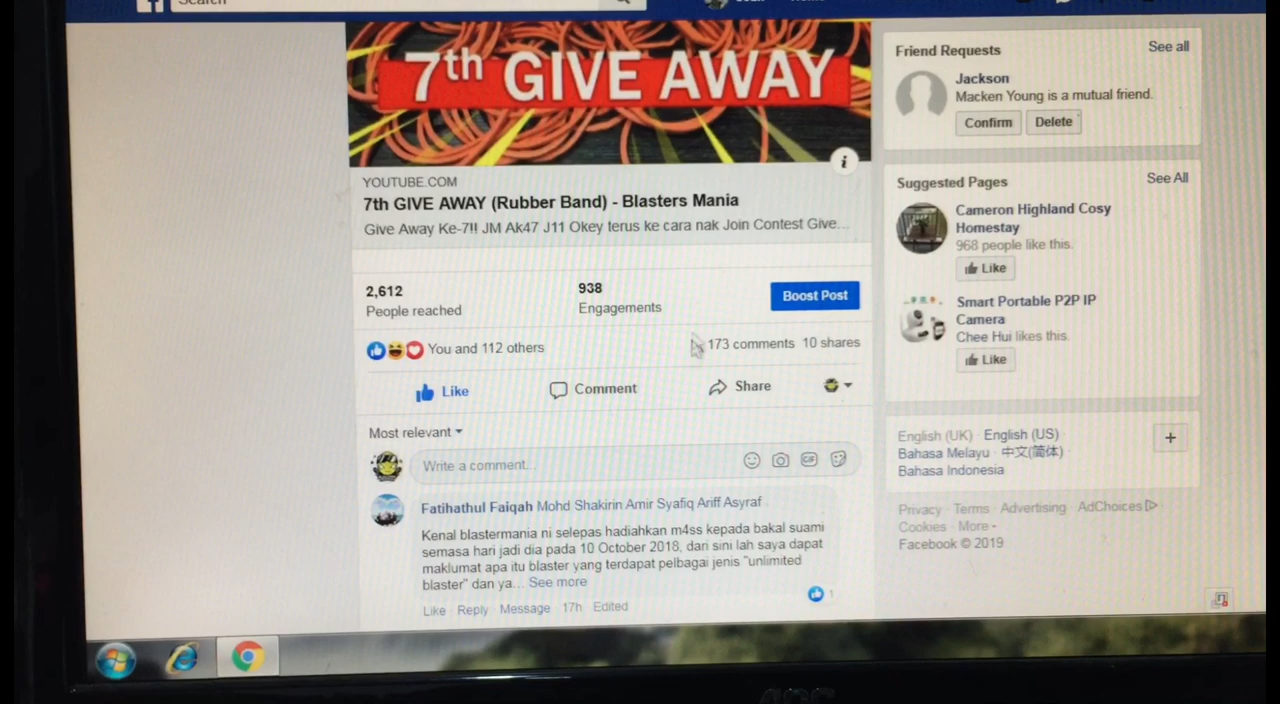 Search
7th GIVE AWAY
YOUTUBE.COM
7th GIVE AWAY (Rubber Band) - Blasters Mania
Give Away Ke-7!! JM Ak47 J11 Okey terus ke cara nak Join Contest Give...
2,612
People reached
938
Engagements
Boost Post
You and 112 others
173 comments 10 shares
Like
Comment
Share
Most relevant
Write a comment...
GIF
Fatihathul Faiqah Mohd Shakirin Amir Syafiq Ariff Asyraf
Kenal blastermania ni selepas hadiahkan m4ss kepada bakal suami
semasa hari jadi dia pada 10 October 2018, dari sini lah saya dapat
maklumat apa itu blaster yang terdapat pelbagai jenis "unlimited
blaster" dan ya... See more
1
Like · Reply · Message · 17h · Edited
Friend Requests
See all
Jackson
Macken Young is a mutual friend.
Confirm
Delete
Suggested Pages
See All
Cameron Highland Cosy
Homestay
968 people like this.
Like
Smart Portable P2P IP
Camera
Chee Hui likes this.
Like
English (UK) · English (US) ·
Bahasa Melayu · 中文(简体) ·
Bahasa Indonesia
Privacy · Terms · Advertising · AdChoices
Cookies · More
Facebook © 2019